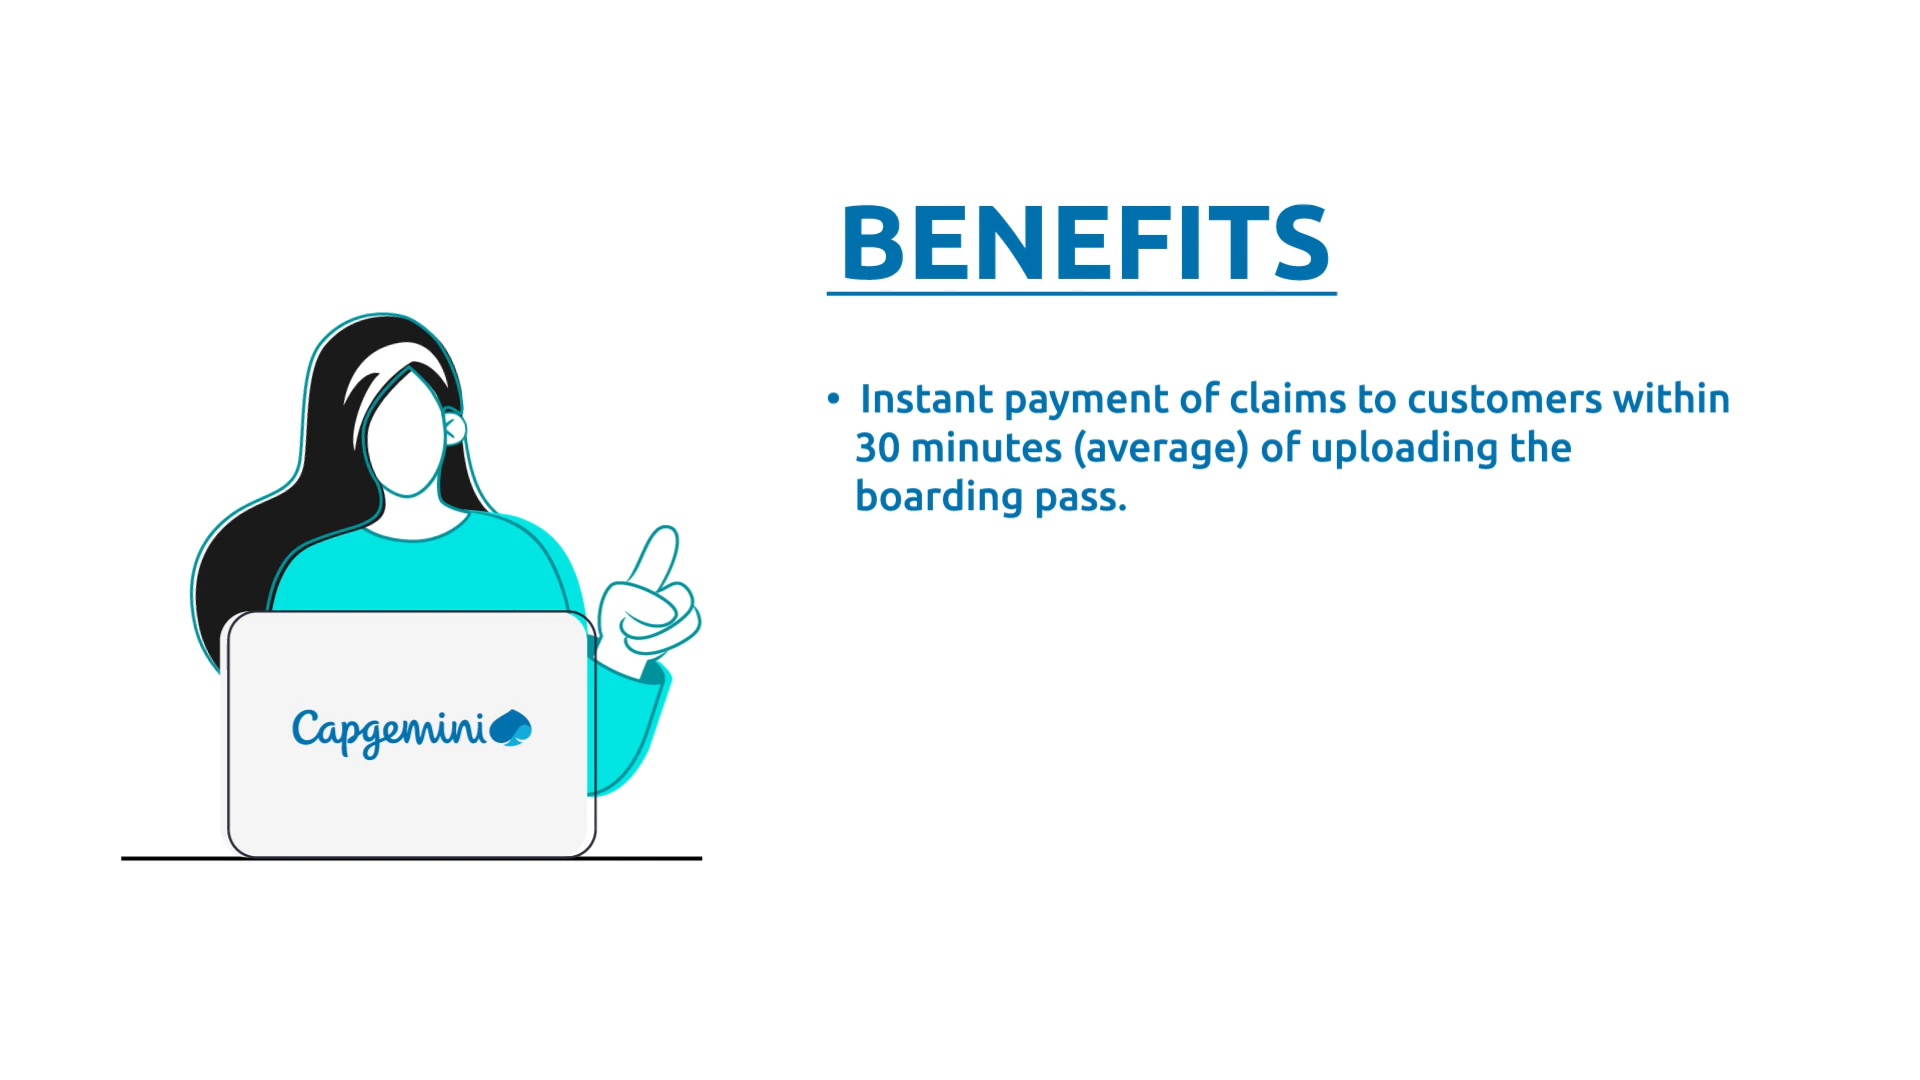 BENEFITS
• Instant payment of claims to customers within
30 minutes (average) of uploading the
boarding pass.
Capgemini